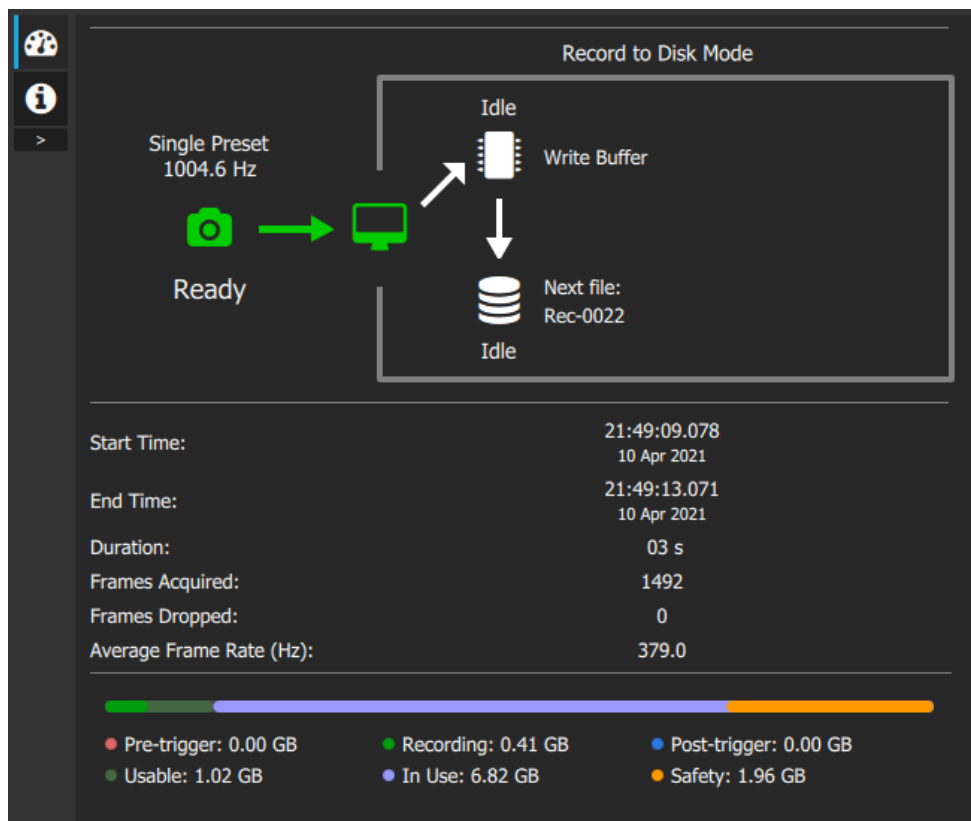 Record to Disk Mode
Idle
Write Buffer
Single Preset
1004.6 Hz
Ready
Next file:
Rec-0022
Idle
>
Start Time: 21:49:09.078
10 Apr 2021
End Time: 21:49:13.071
10 Apr 2021
Duration: 03 s
Frames Acquired: 1492
Frames Dropped: 0
Average Frame Rate (Hz): 379.0
Pre-trigger: 0.00 GB Recording: 0.41 GB Post-trigger: 0.00 GB
Usable: 1.02 GB In Use: 6.82 GB Safety: 1.96 GB